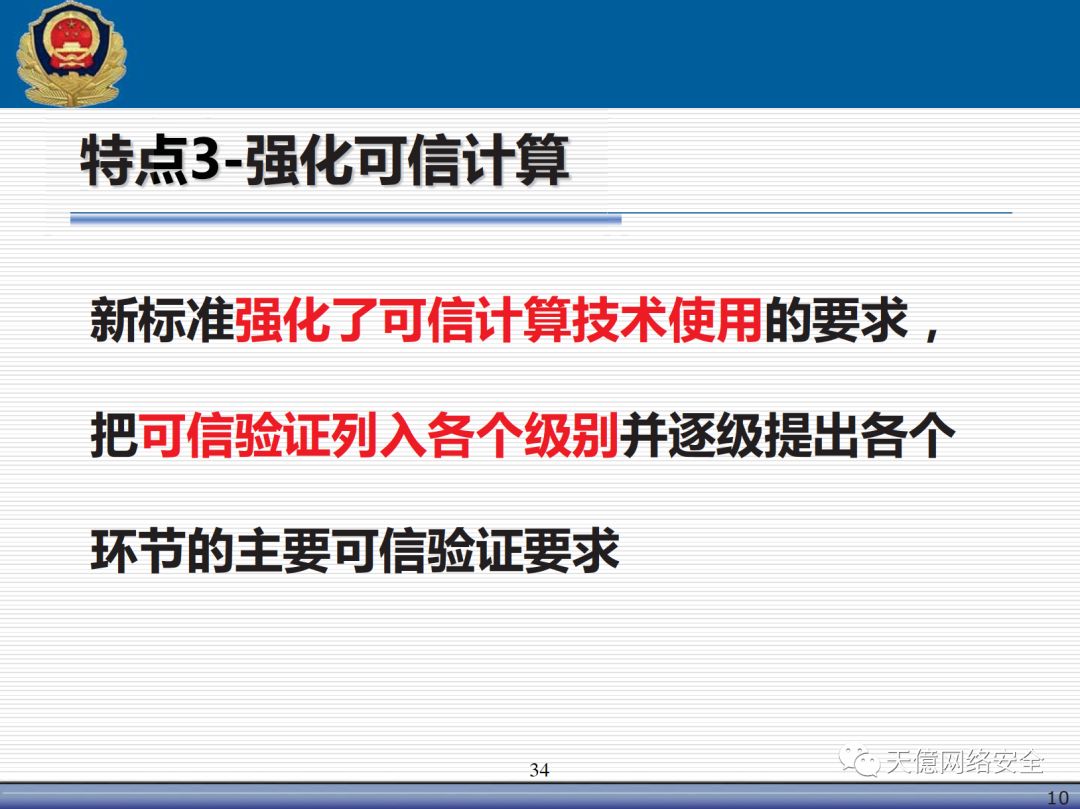 特点3-强化可信计算
新标准强化了可信计算技术使用的要求，
把可信验证列入各个级别并逐级提出各个
环节的主要可信验证要求
34
天億网络安全
10